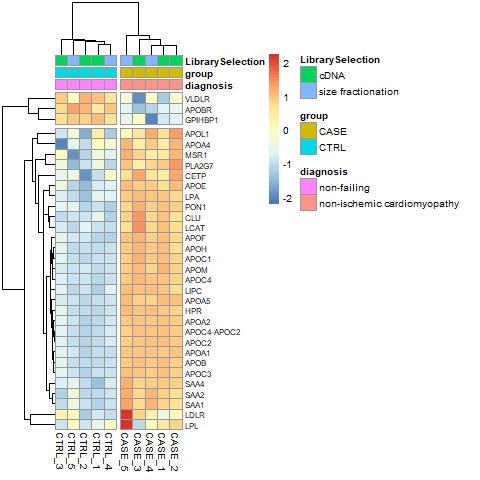 LibrarySelection
group
diagnosis
VLDLR
APOBR
GPIHBP1
APOL1
APOA4
MSR1
PLA2G7
CETP
APOE
LPA
PON1
CLU
LCAT
APOF
APOH
APOC1
APOM
APOC4
LIPC
APOA5
HPR
APOA2
APOC4-APOC2
APOC2
APOA1
APOB
APOC3
SAA4
SAA2
SAA1
LDLR
LPL
CTRL_3
CTRL_5
CTRL_2
CTRL_1
CTRL_4
CASE_5
CASE_3
CASE_4
CASE_1
CASE_2
2
1
0
-1
-2
LibrarySelection
cDNA
size fractionation
group
CASE
CTRL
diagnosis
non-failing
non-ischemic cardiomyopathy